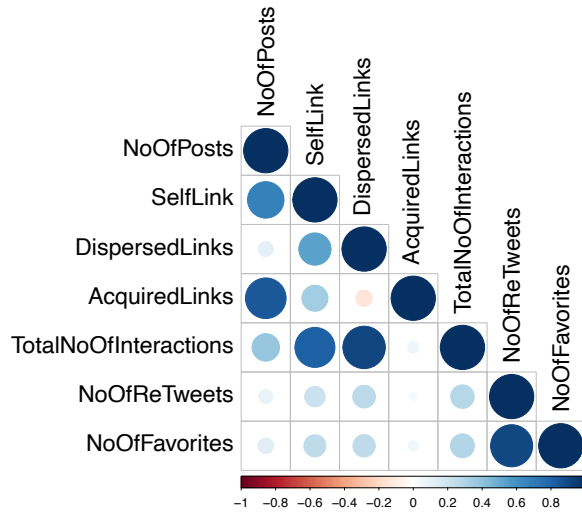 NoOfPosts
SelfLink
DispersedLinks
AcquiredLinks
TotalNoOfInteractions
NoOfReTweets
NoOfFavorites
NoOfPosts
SelfLink
DispersedLinks
AcquiredLinks
TotalNoOfInteractions
NoOfReTweets
NoOfFavorites
−1 −0.8 −0.6 −0.4 −0.2 0 0.2 0.4 0.6 0.8